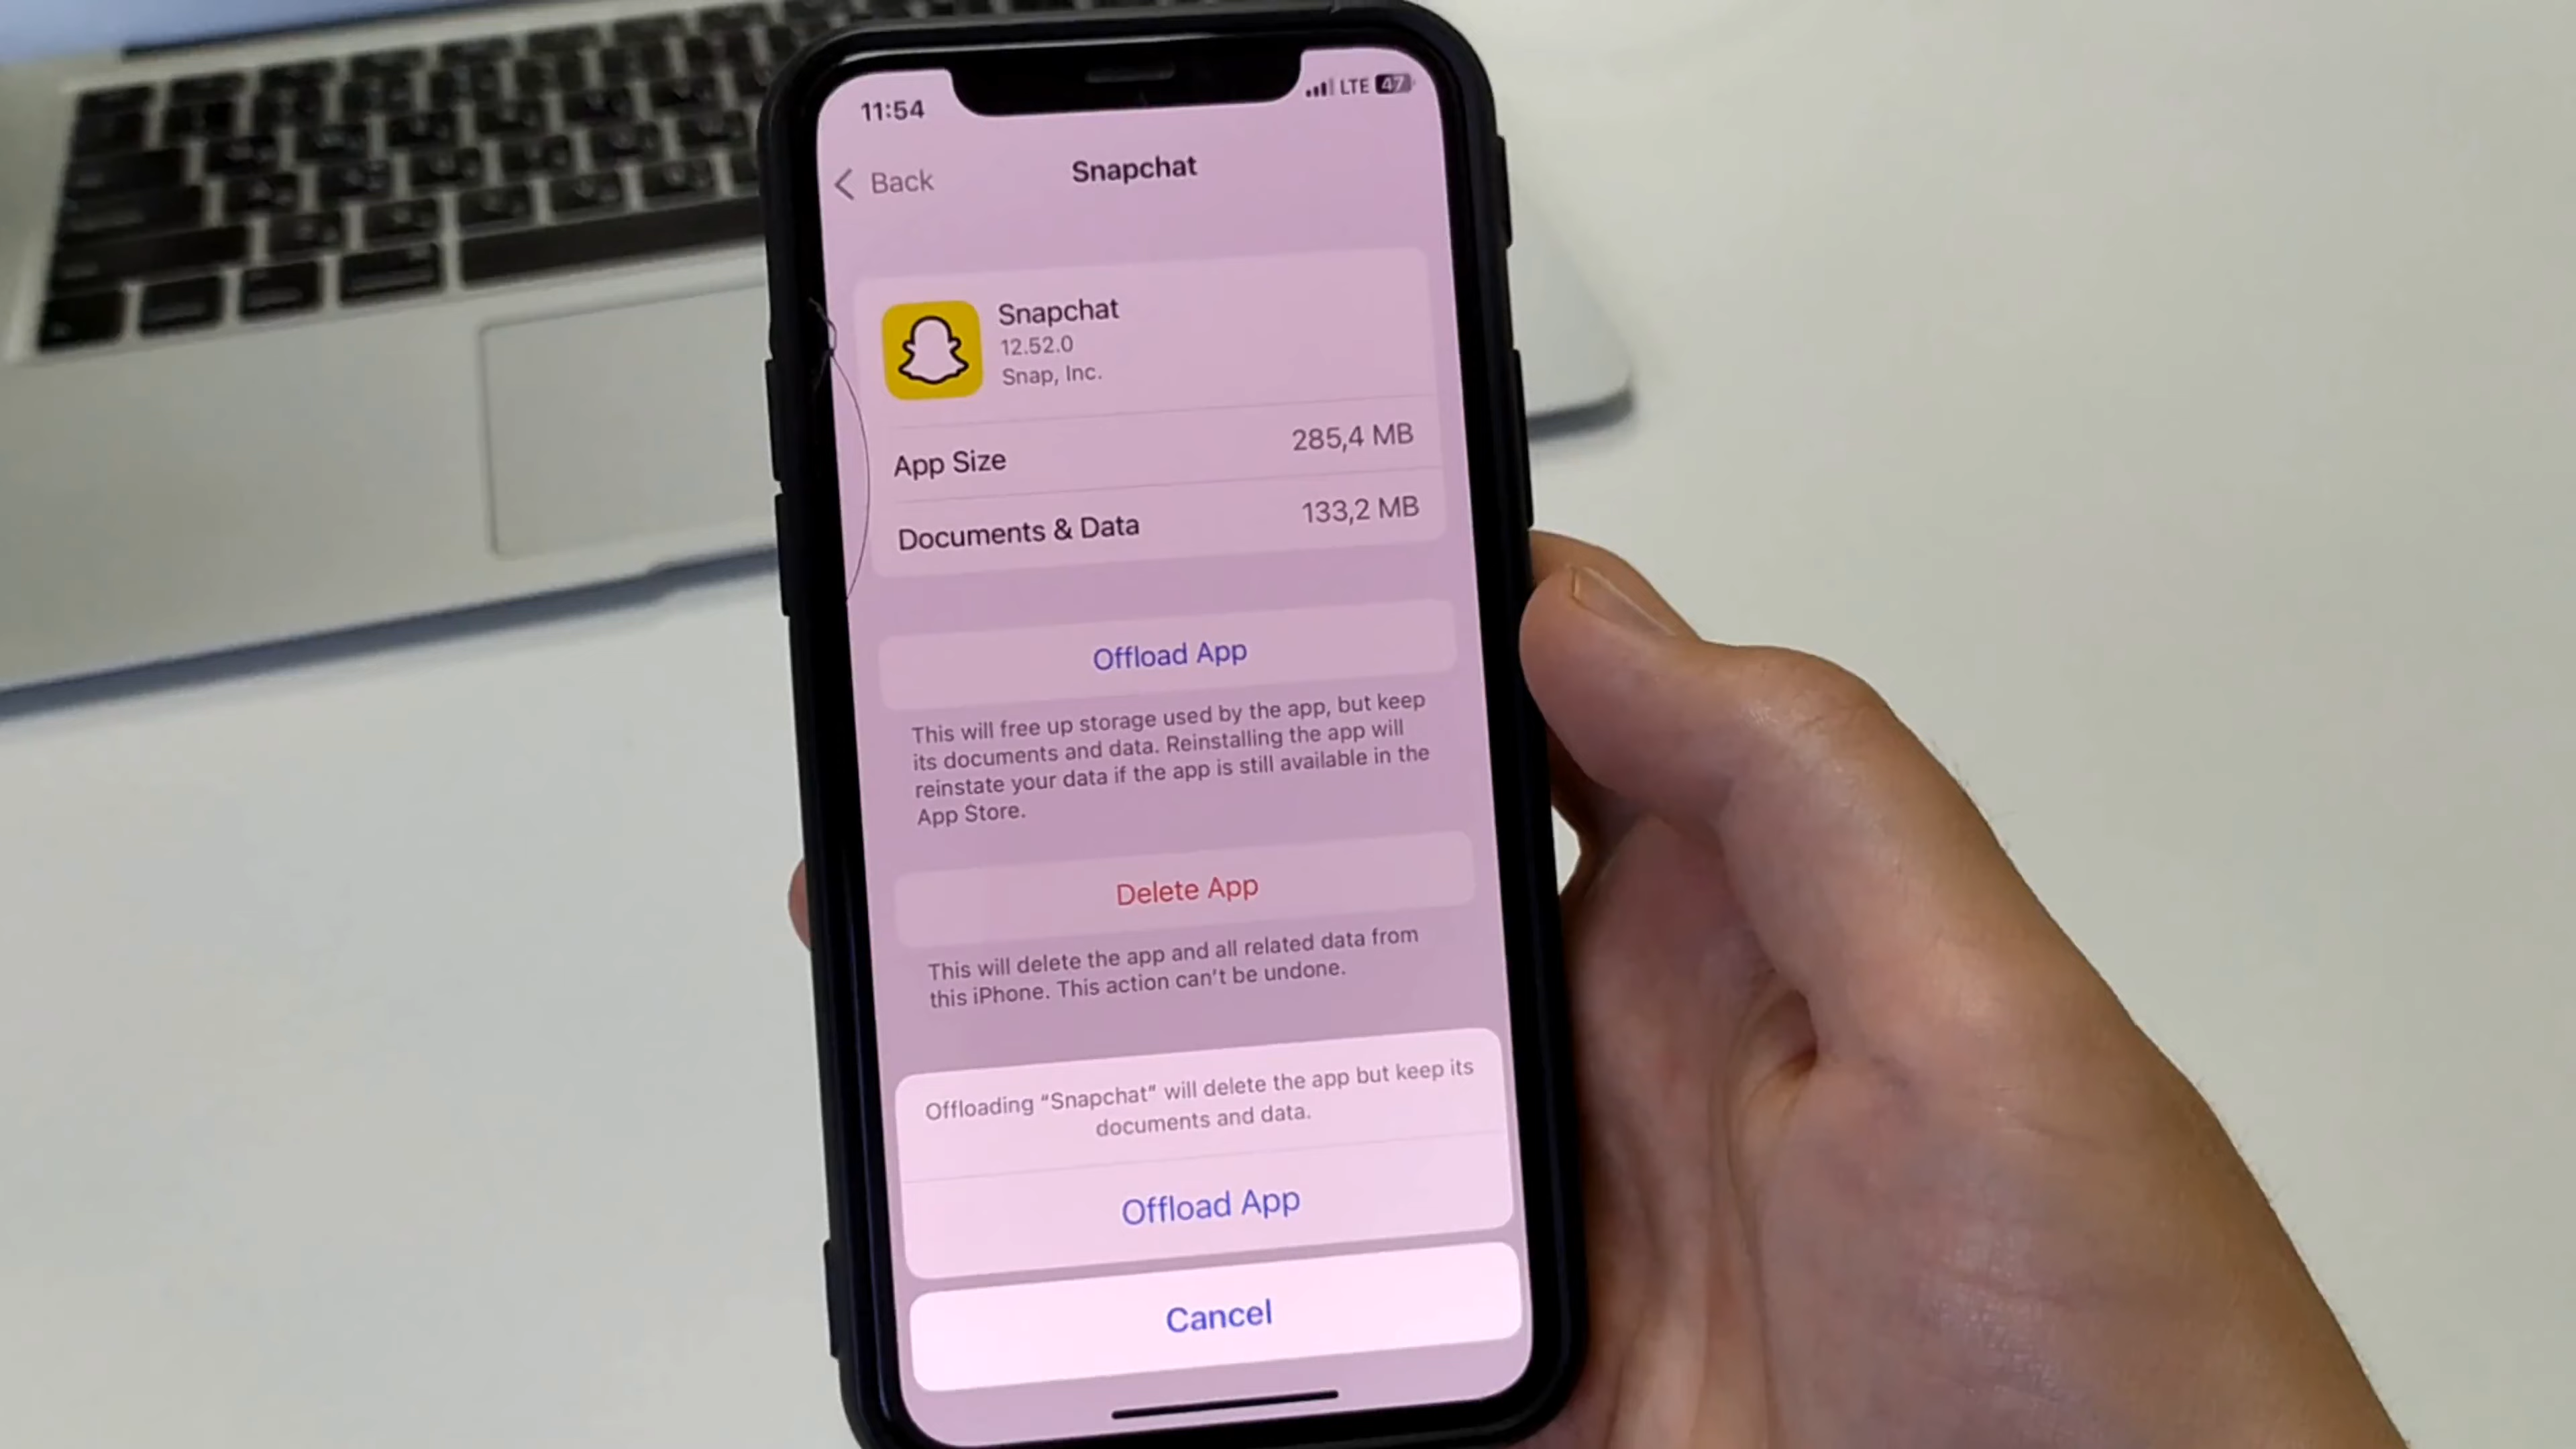 11:54
LTE 47
Back
Snapchat
Snapchat
12.52.0
Snap, Inc.
App Size
285,4 MB
Documents & Data
133,2 MB
Offload App
This will free up storage used by the app, but keep
its documents and data. Reinstalling the app will
reinstate your data if the app is still available in the
App Store.
Delete App
This will delete the app and all related data from
this iPhone. This action can't be undone.
Offloading “Snapchat” will delete the app but keep its
documents and data.
Offload App
Cancel